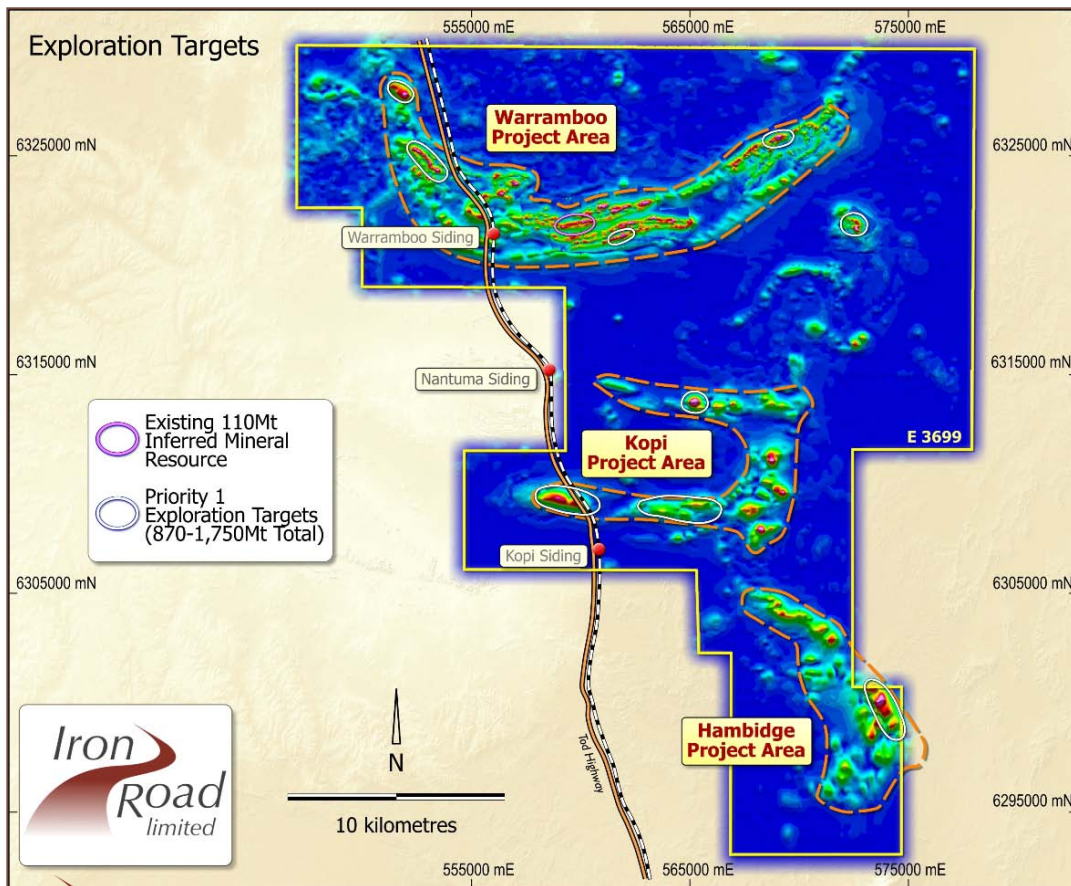 Exploration Targets
555000 mE
565000 mE
575000 mE
Warramboo
Project Area
6325000 mN
6325000 mN
Warramboo Siding
6315000 mN
6315000 mN
Nantuma Siding
Existing 110Mt
Inferred Mineral
Resource
Priority 1
Exploration Targets
(870-1,750Mt Total)
Kopi
Project Area
E 3699
Kopi Siding
6305000 mN
6305000 mN
Hambidge
Project Area
Iron
Road
limited
N
10 kilometres
Tod Highway
6295000 mN
555000 mE
565000 mE
575000 mE